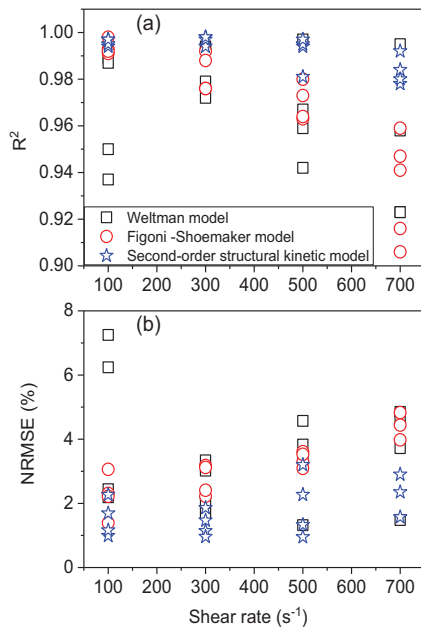 (a)
1.00
0.98
0.96
0.94
0.92
0.90
R²
Weltman model
Figoni -Shoemaker model
Second-order structural kinetic model
100 200 300 400 500 600 700
(b)
8
6
4
2
0
NRMSE (%)
100 200 300 400 500 600 700
Shear rate (s⁻¹)